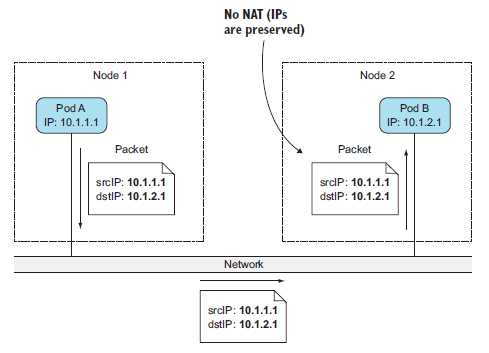 No NAT (IPs
are preserved)
Node 1
Pod A
IP: 10.1.1.1
Packet
srcIP: 10.1.1.1
dstIP: 10.1.2.1
Node 2
Pod B
IP: 10.1.2.1
Packet
srcIP: 10.1.1.1
dstIP: 10.1.2.1
Network
srcIP: 10.1.1.1
dstIP: 10.1.2.1